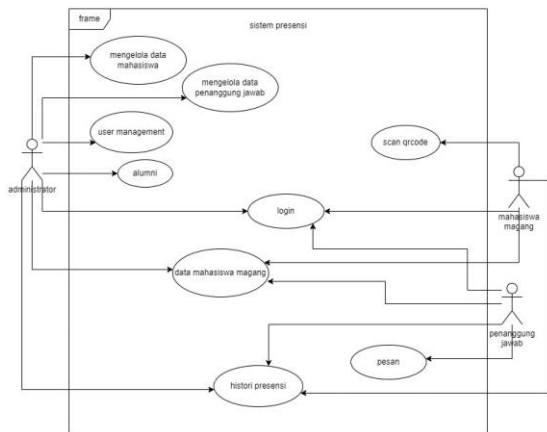 frame
sistem presensi
mengelola data
mahasiswa
mengelola data
penanggung jawab
user management
scan qrcode
alumni
administrator
login
mahasiswa
magang
data mahasiswa magang
penanggung
jawab
pesan
histori presensi